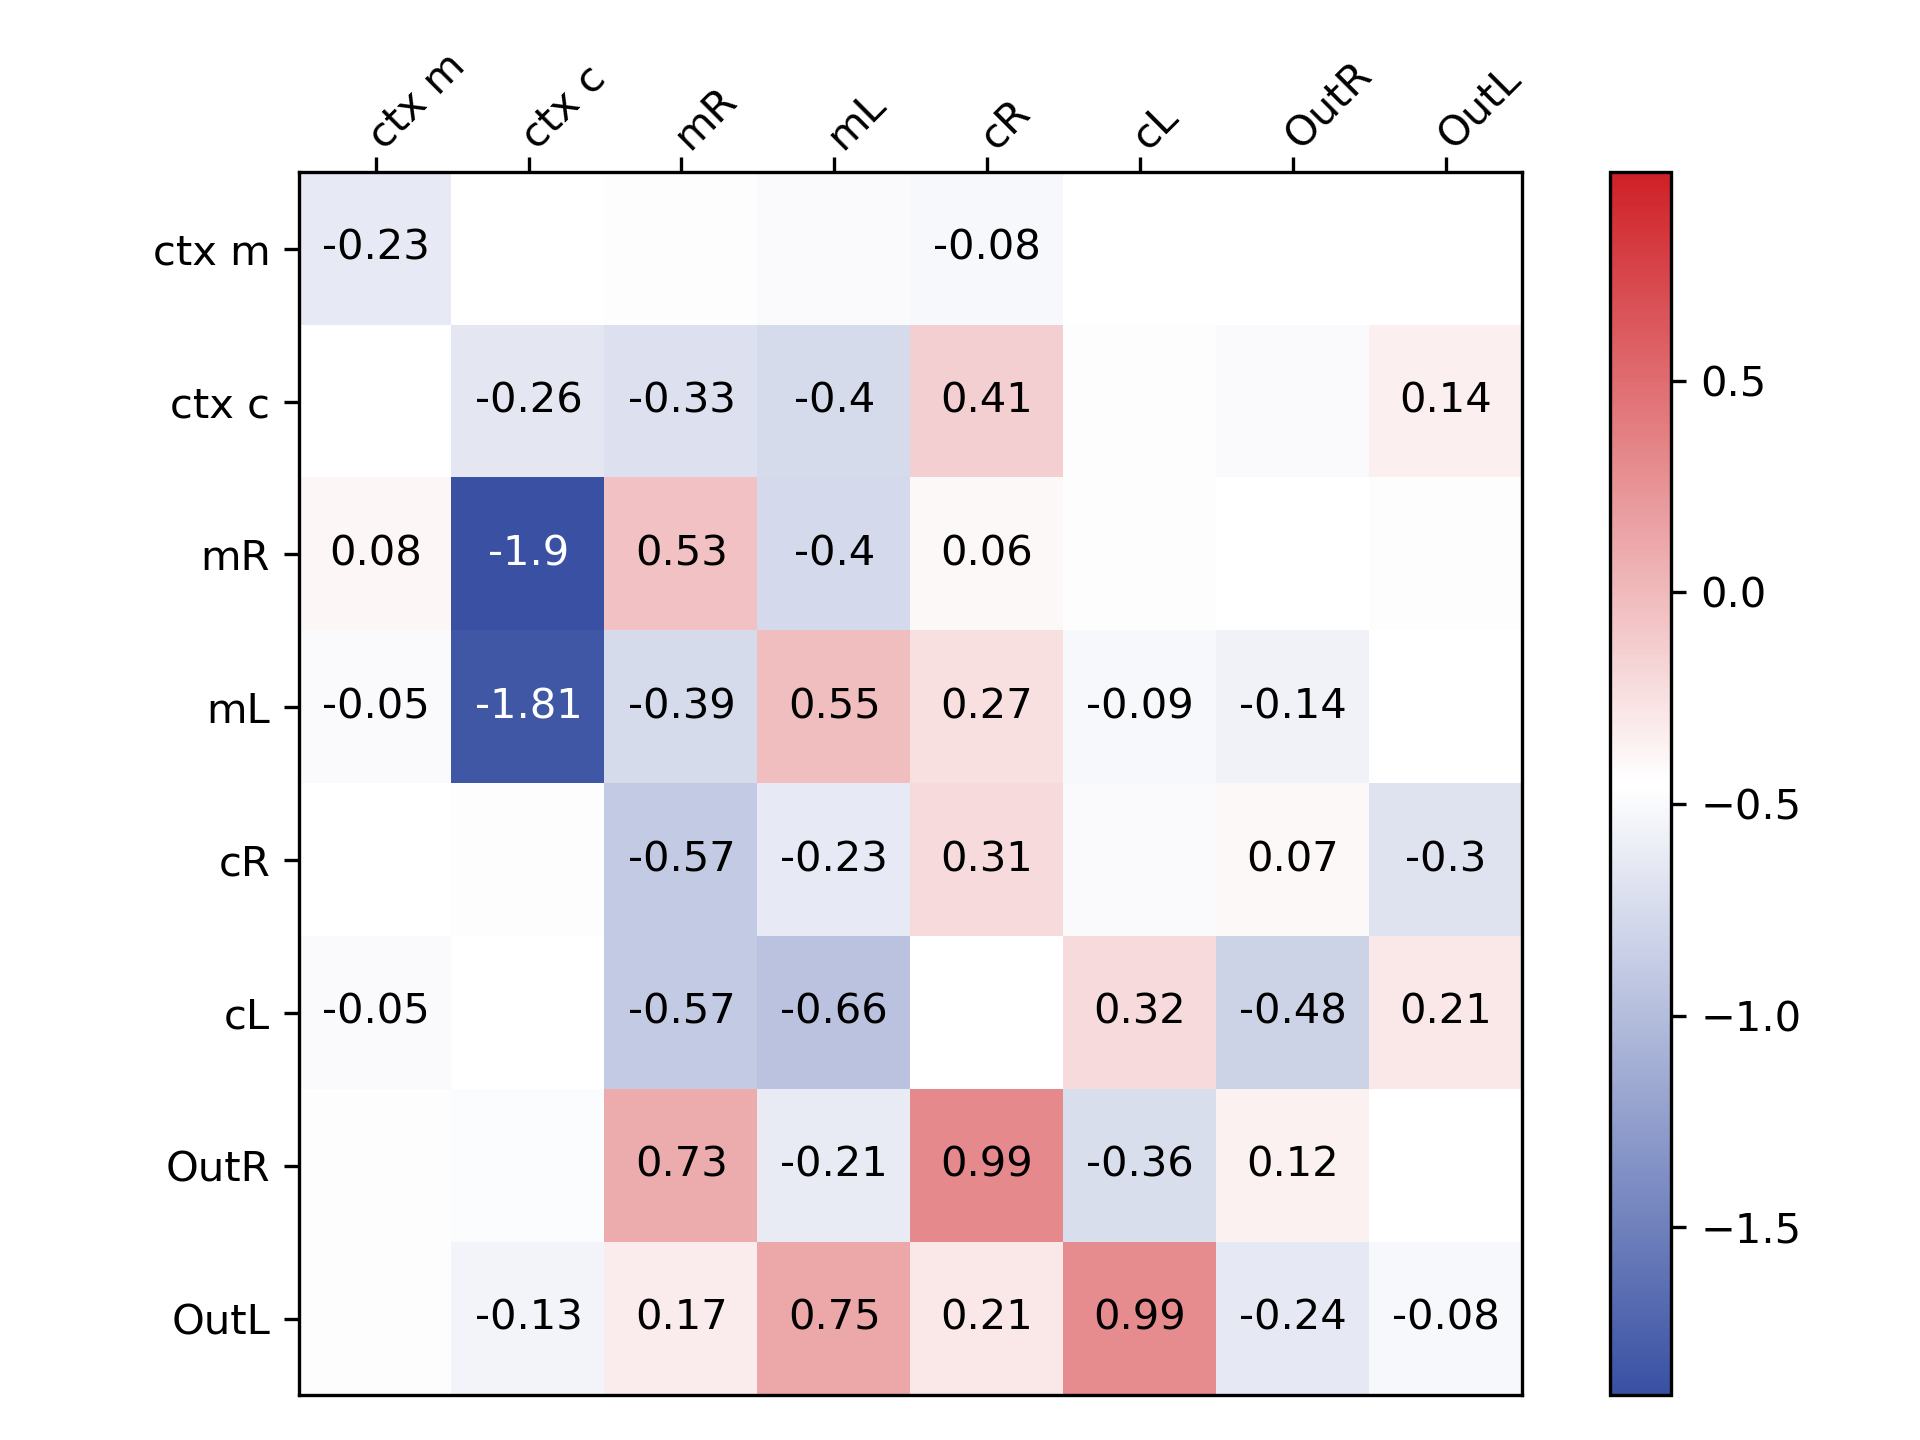 ctx m ctx c mR mL cR cL OutR OutL
ctx m -0.23 -0.08
ctx c -0.26 -0.33 -0.4 0.41 0.14
mR 0.08 -1.9 0.53 -0.4 0.06
mL -0.05 -1.81 -0.39 0.55 0.27 -0.09 -0.14
cR -0.57 -0.23 0.31 0.07 -0.3
cL -0.05 -0.57 -0.66 0.32 -0.48 0.21
OutR 0.73 -0.21 0.99 -0.36 0.12
OutL -0.13 0.17 0.75 0.21 0.99 -0.24 -0.08
0.5
0.0
−0.5
−1.0
−1.5